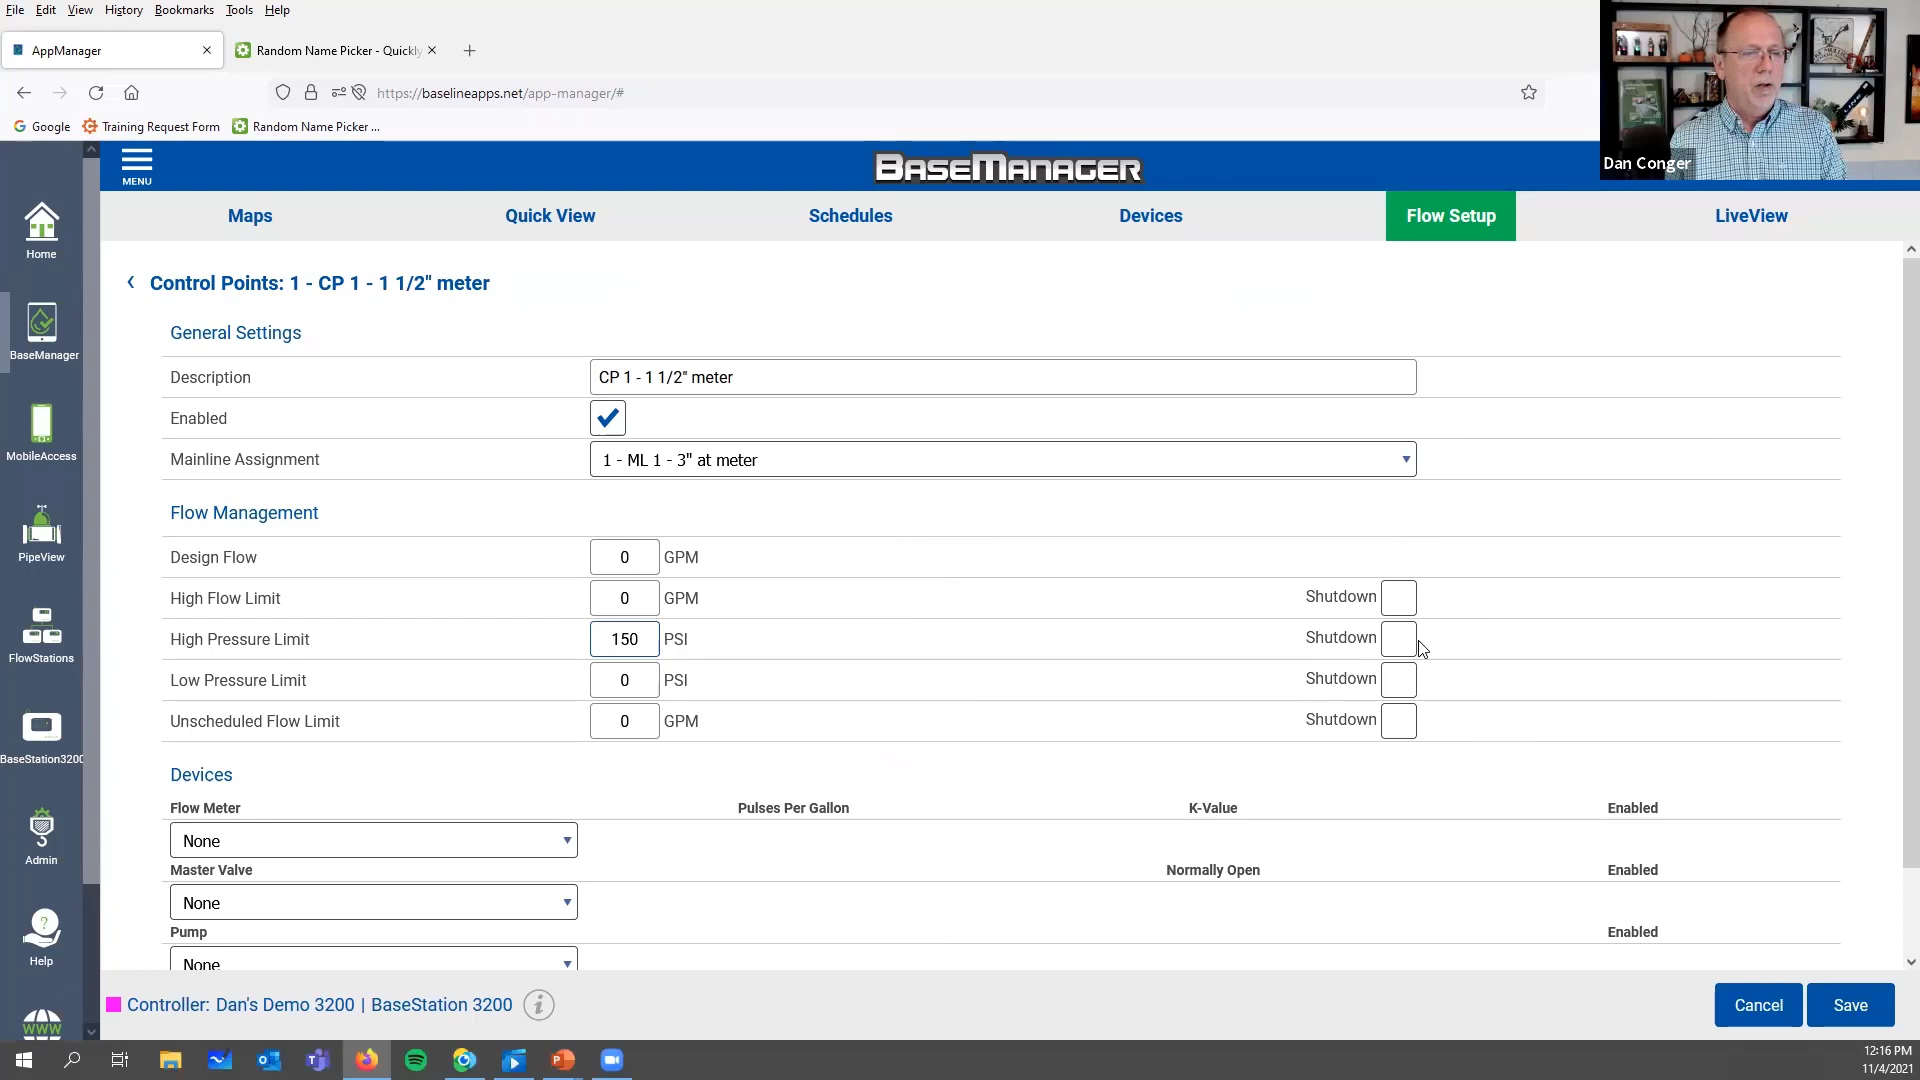 File Edit View History Bookmarks Tools Help
AppManager
Random Name Picker - Quickly
https://baselineapps.net/app-manager/#
Google Training Request Form Random Name Picker ...
Dan Conger
MENU
BASEMANAGER
Maps Quick View Schedules Devices Flow Setup LiveView
Home
BaseManager
MobileAccess
PipeView
FlowStations
BaseStation3200
Admin
Help
WWW
Control Points: 1 - CP 1 - 1 1/2" meter
General Settings
Description CP 1 - 1 1/2" meter
Enabled
Mainline Assignment 1 - ML 1 - 3" at meter
Flow Management
Design Flow 0 GPM
High Flow Limit 0 GPM Shutdown
High Pressure Limit 150 PSI Shutdown
Low Pressure Limit 0 PSI Shutdown
Unscheduled Flow Limit 0 GPM Shutdown
Devices
Flow Meter Pulses Per Gallon K-Value Enabled
None
Master Valve Normally Open Enabled
None
Pump Enabled
None
Controller: Dan's Demo 3200 | BaseStation 3200
Cancel Save
12:16 PM
11/4/2021